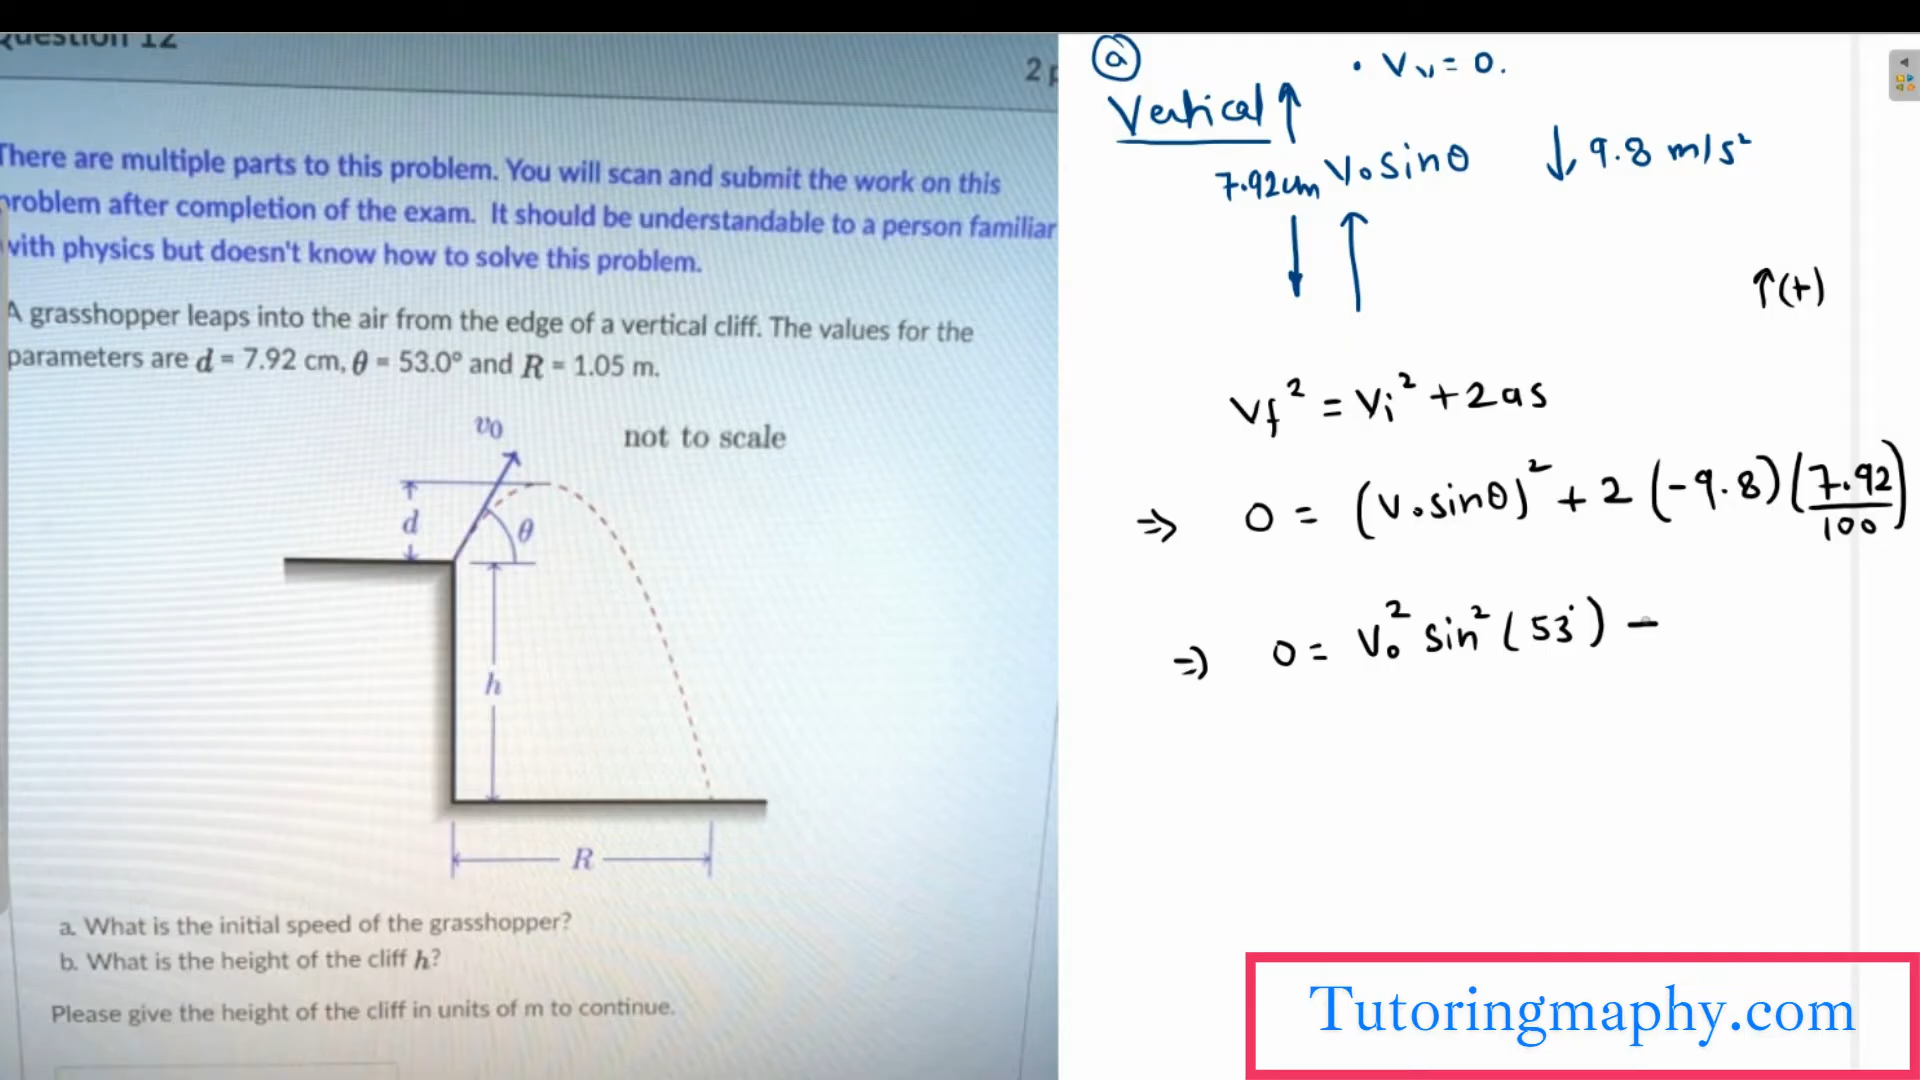 Question 12
2 p
There are multiple parts to this problem. You will scan and submit the work on this
problem after completion of the exam. It should be understandable to a person familiar
with physics but doesn't know how to solve this problem.
A grasshopper leaps into the air from the edge of a vertical cliff. The values for the
parameters are d = 7.92 cm, θ = 53.0° and R = 1.05 m.
v0
not to scale
d
θ
h
R
a. What is the initial speed of the grasshopper?
b. What is the height of the cliff h?
Please give the height of the cliff in units of m to continue.
ⓐ
• Vv = 0.
Vertical ↑
7.92cm V₀ sinθ ↓ 9.8 m/s²
↑(+)
Vf² = Vi² + 2as
⇒ 0 = (V₀sinθ)² + 2(-9.8)(7.92/100)
⇒ 0 = V₀² sin²(53°) −
Tutoringmaphy.com